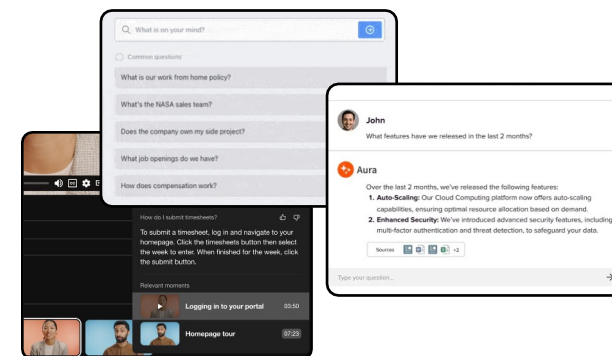 What is on your mind?
Common questions
What is our work from home policy?
What's the NASA sales team?
Does the company own my side project?
What job openings do we have?
How does compensation work?
John
What features have we released in the last 2 months?
Aura
Over the last 2 months, we've released the following features:
1. Auto-Scaling: Our Cloud Computing platform now offers auto-scaling
capabilities, ensuring optimal resource allocation based on demand.
2. Enhanced Security: We've introduced advanced security features, including
multi-factor authentication and threat detection, to safeguard your data.
Sources
+2
Type your question...
How do I submit timesheets?
To submit a timesheet, log in and navigate to your
homepage. Click the timesheets button then select
the week to enter. When finished for the week, click
the submit button.
Relevant moments
Logging in to your portal 03:50
Homepage tour 07:23